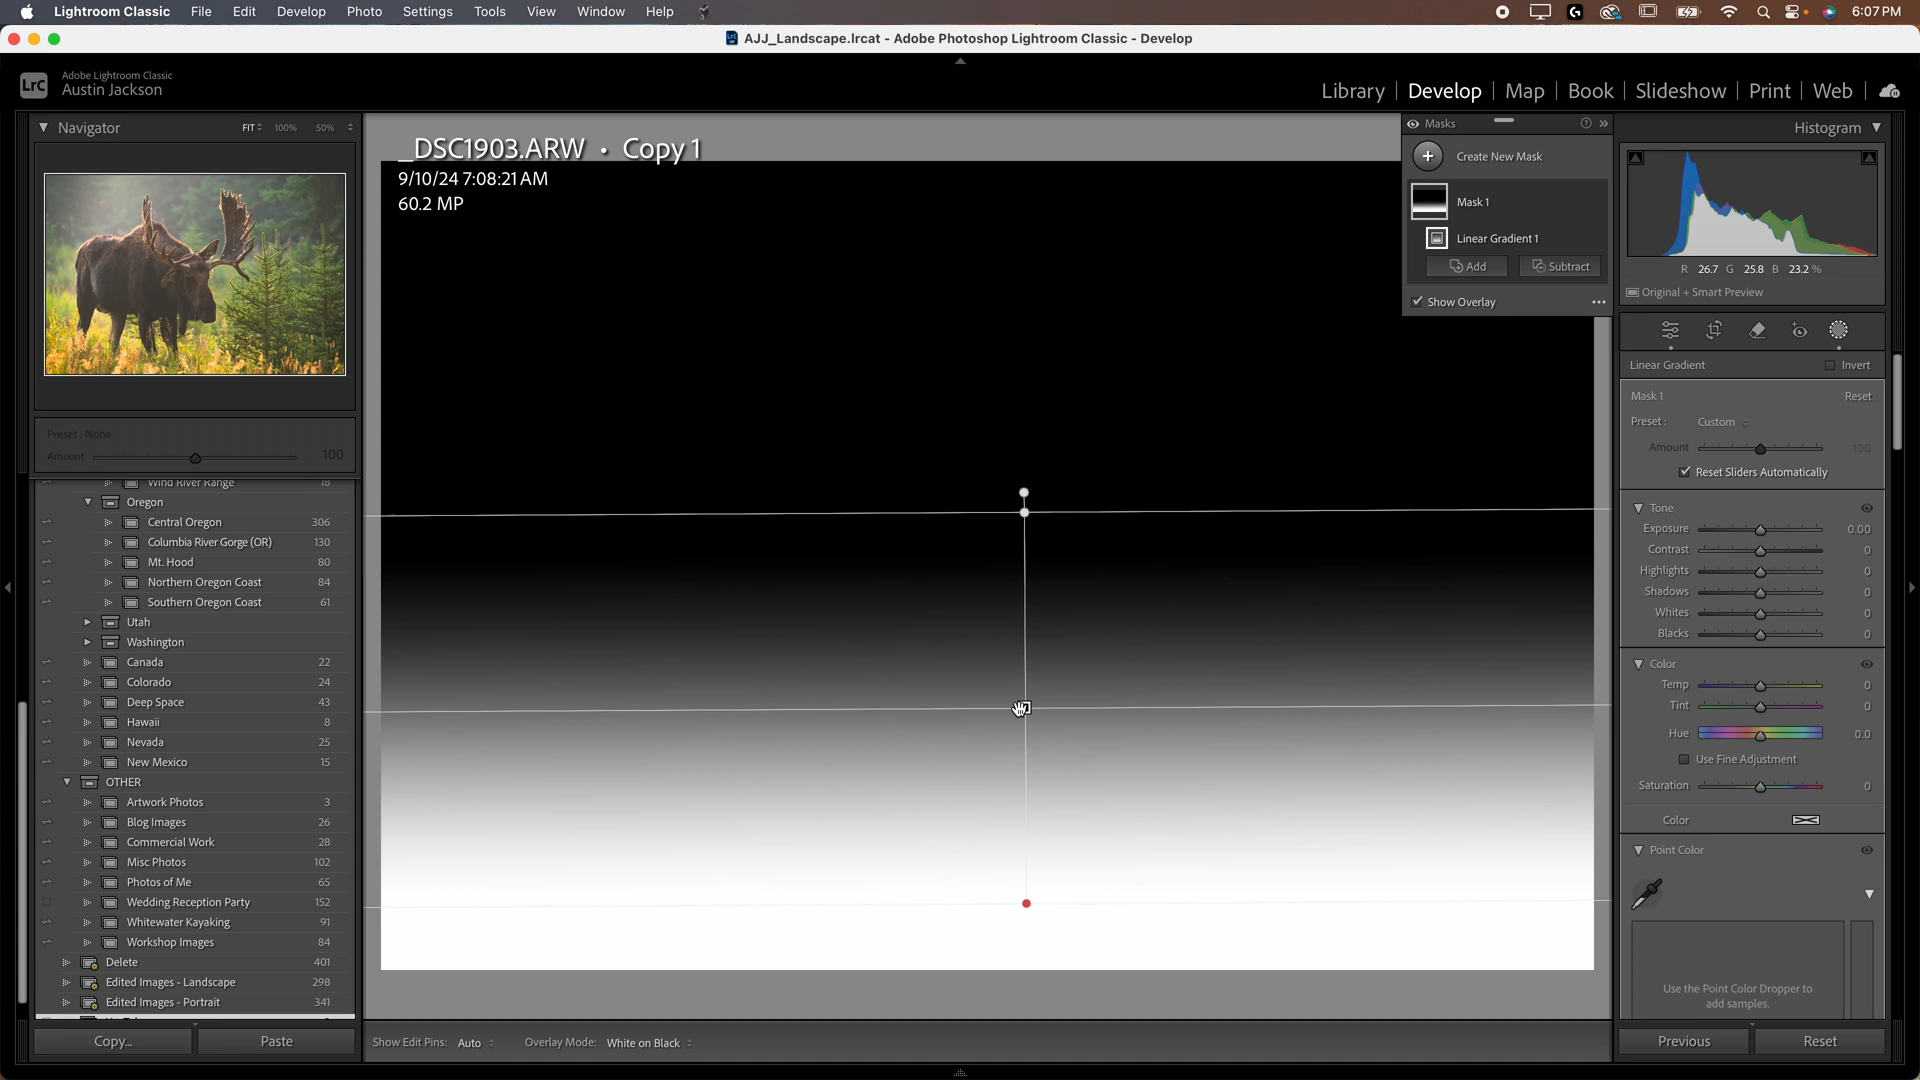 Lightroom Classic File Edit Develop Photo Settings Tools View Window Help 6:07 PM
AJJ_Landscape.lrcat - Adobe Photoshop Lightroom Classic - Develop
LrC Adobe Lightroom Classic
Austin Jackson
Library | Develop | Map | Book | Slideshow | Print | Web
Navigator FIT 100% 50%
Preset : None
Amount 100
Wind River Range 18
Oregon
Central Oregon 306
Columbia River Gorge (OR) 130
Mt. Hood 80
Northern Oregon Coast 84
Southern Oregon Coast 61
Utah
Washington
Canada 22
Colorado 24
Deep Space 43
Hawaii 8
Nevada 25
New Mexico 15
OTHER
Artwork Photos 3
Blog Images 26
Commercial Work 28
Misc Photos 102
Photos of Me 65
Wedding Reception Party 152
Whitewater Kayaking 91
Workshop Images 84
Delete 401
Edited Images - Landscape 298
Edited Images - Portrait 341
Copy... Paste
_DSC1903.ARW • Copy 1
9/10/24 7:08:21 AM
60.2 MP
Show Edit Pins: Auto Overlay Mode: White on Black
Masks
Create New Mask
Mask 1
Linear Gradient 1
Add Subtract
Show Overlay
Histogram
R 26.7 G 25.8 B 23.2 %
Original + Smart Preview
Linear Gradient Invert
Mask 1 Reset
Preset : Custom
Amount 100
Reset Sliders Automatically
Tone
Exposure 0.00
Contrast 0
Highlights 0
Shadows 0
Whites 0
Blacks 0
Color
Temp 0
Tint 0
Hue 0.0
Use Fine Adjustment
Saturation 0
Color
Point Color
Use the Point Color Dropper to
add samples.
Previous Reset